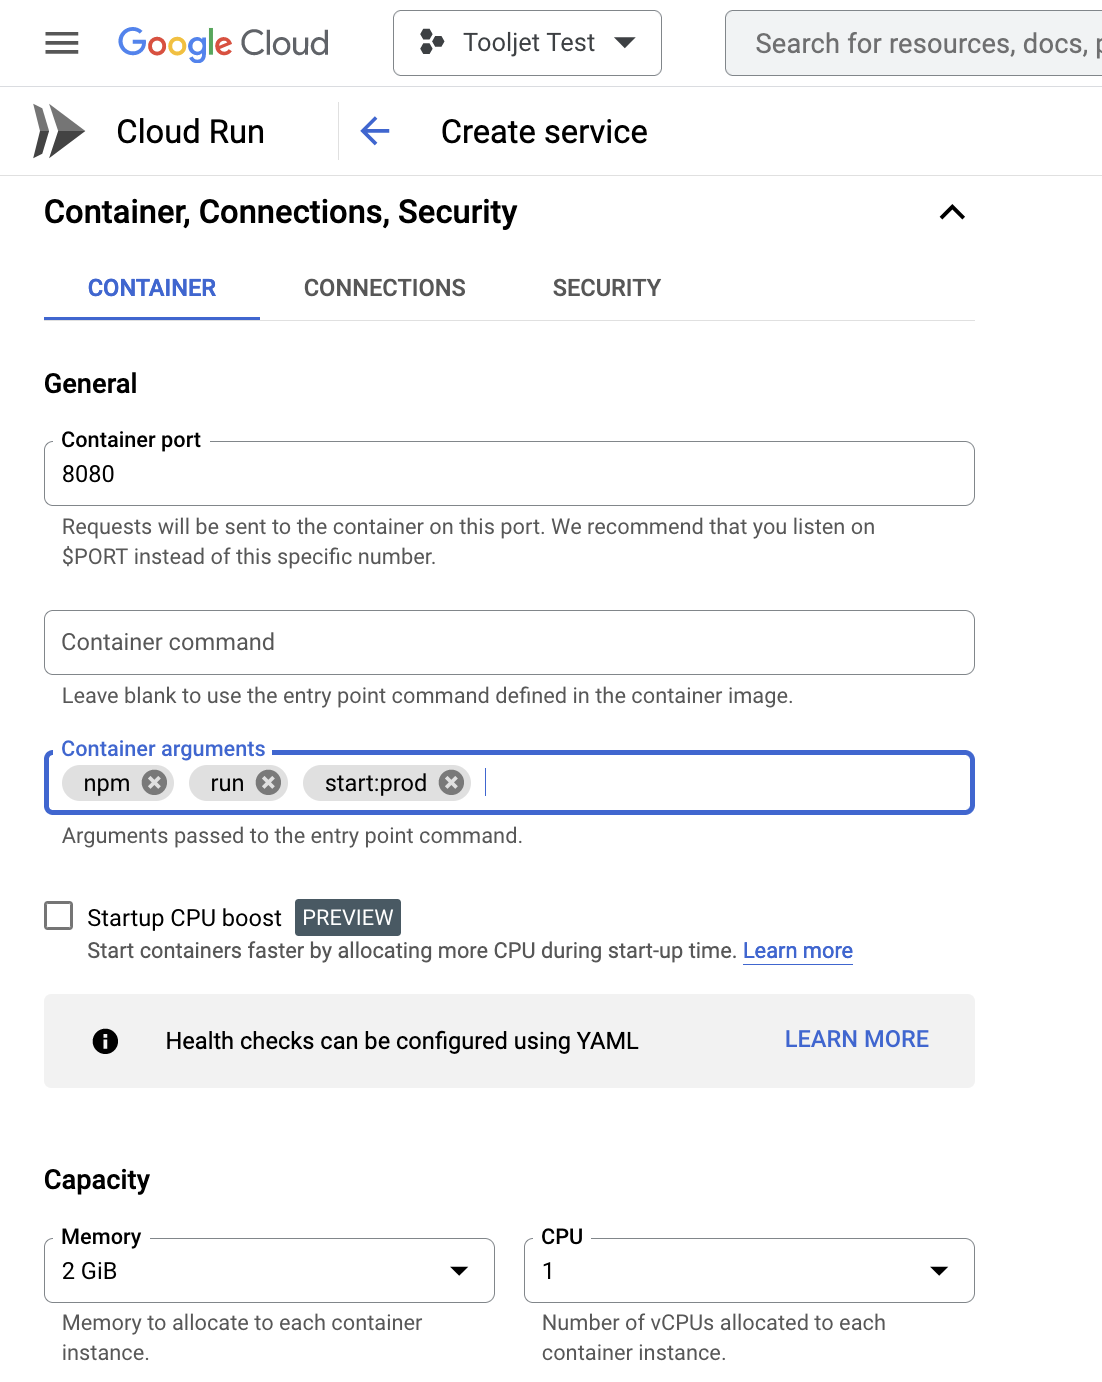 Google Cloud
Tooljet Test
Search for resources, docs, p
Cloud Run
Create service
Container, Connections, Security
CONTAINER
CONNECTIONS
SECURITY
General
Container port
8080
Requests will be sent to the container on this port. We recommend that you listen on
$PORT instead of this specific number.
Container command
Leave blank to use the entry point command defined in the container image.
Container arguments
npm run start:prod
Arguments passed to the entry point command.
Startup CPU boost PREVIEW
Start containers faster by allocating more CPU during start-up time. Learn more
Health checks can be configured using YAML
LEARN MORE
Capacity
Memory
2 GiB
Memory to allocate to each container
instance.
CPU
1
Number of vCPUs allocated to each
container instance.